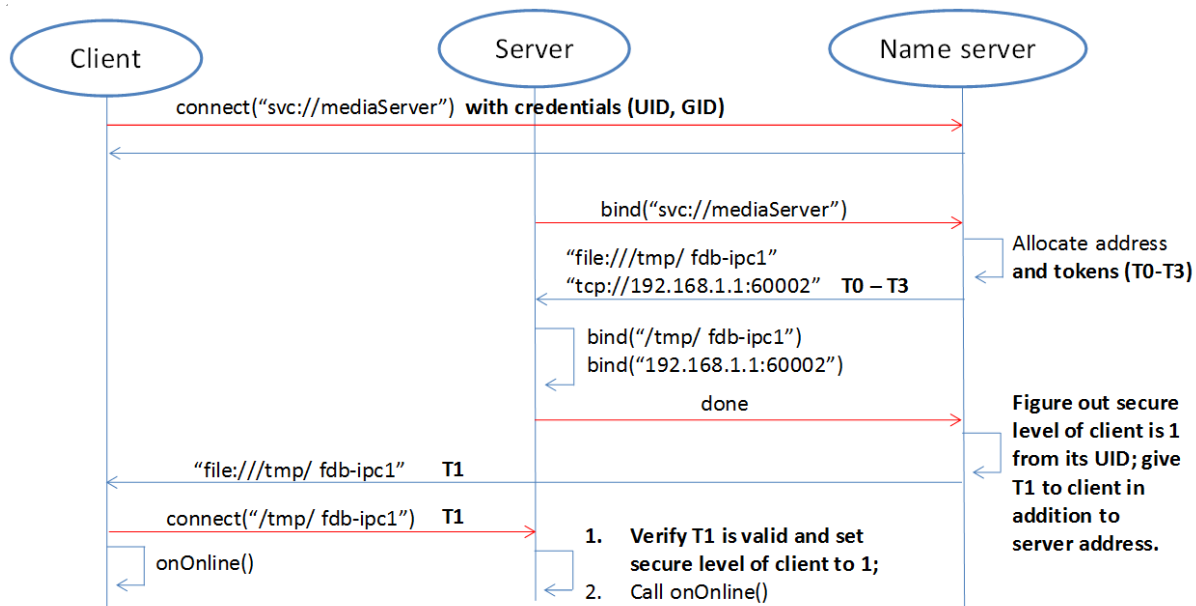 Client
Server
Name server
connect(“svc://mediaServer”) with credentials (UID, GID)
bind(“svc://mediaServer”)
Allocate address
and tokens (T0-T3)
“file:///tmp/ fdb-ipc1”
“tcp://192.168.1.1:60002” T0 – T3
bind(“/tmp/ fdb-ipc1”)
bind(“192.168.1.1:60002”)
done
Figure out secure
level of client is 1
from its UID; give
T1 to client in
addition to
server address.
“file:///tmp/ fdb-ipc1” T1
connect(“/tmp/ fdb-ipc1”) T1
onOnline()
1. Verify T1 is valid and set
secure level of client to 1;
2. Call onOnline()